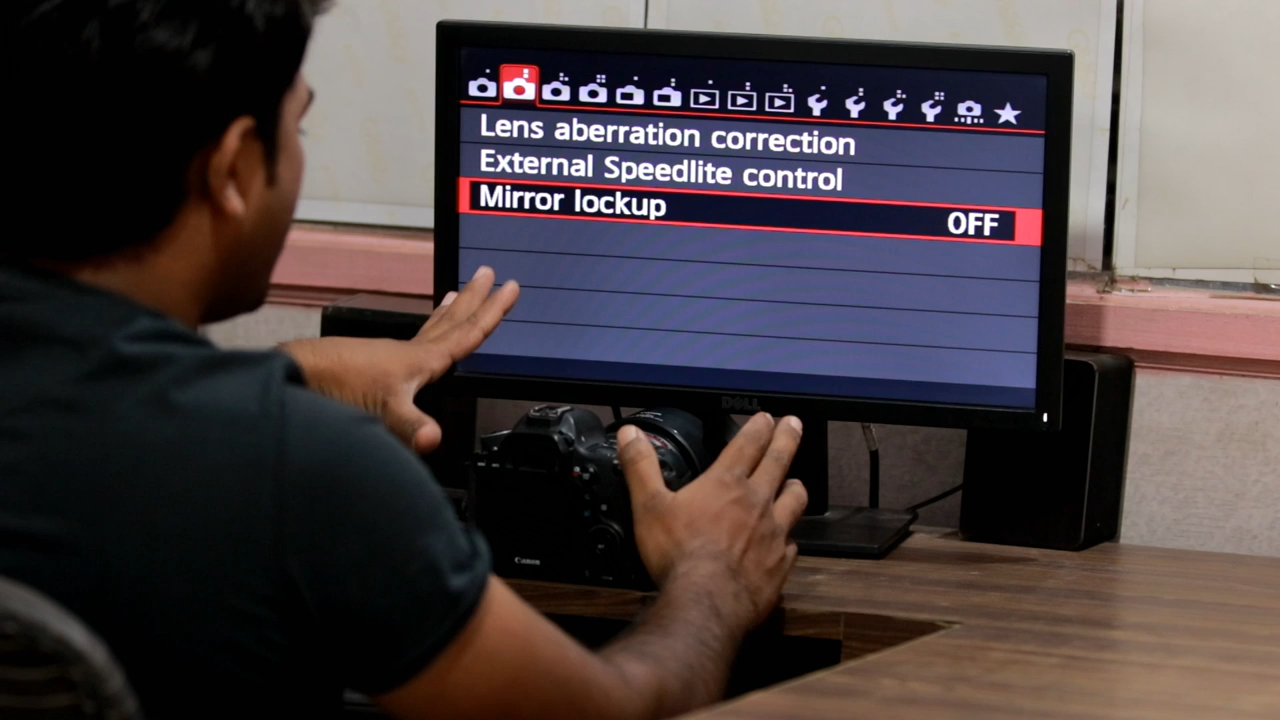 Lens aberration correction
External Speedlite control
Mirror lockup OFF
DELL
Canon